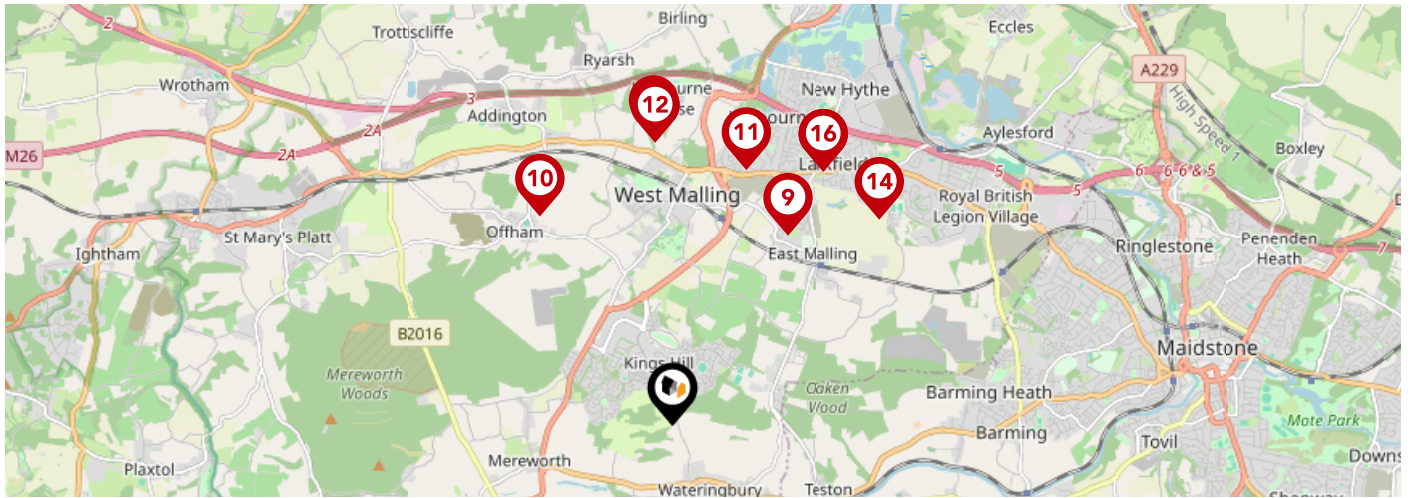 2
Birling
Trottiscliffe
Eccles
Ryarsh
Wrotham
A229
New Hythe
High Speed 1
3
12
Addington
2A
11
16
Aylesford
Boxley
M26
2A
6
6 6 & 5
5
5
10
14
West Malling
9
Royal British
Legion Village
Offham
St Mary's Platt
Ightham
East Malling
Ringlestone
Penenden
Heath
7
B2016
Maidstone
Kings Hill
Mereworth
Woods
Oaken
Wood
Barming Heath
Mote Park
Barming
Tovil
Downs
Mereworth
Plaxtol
Wateringbury
Teston